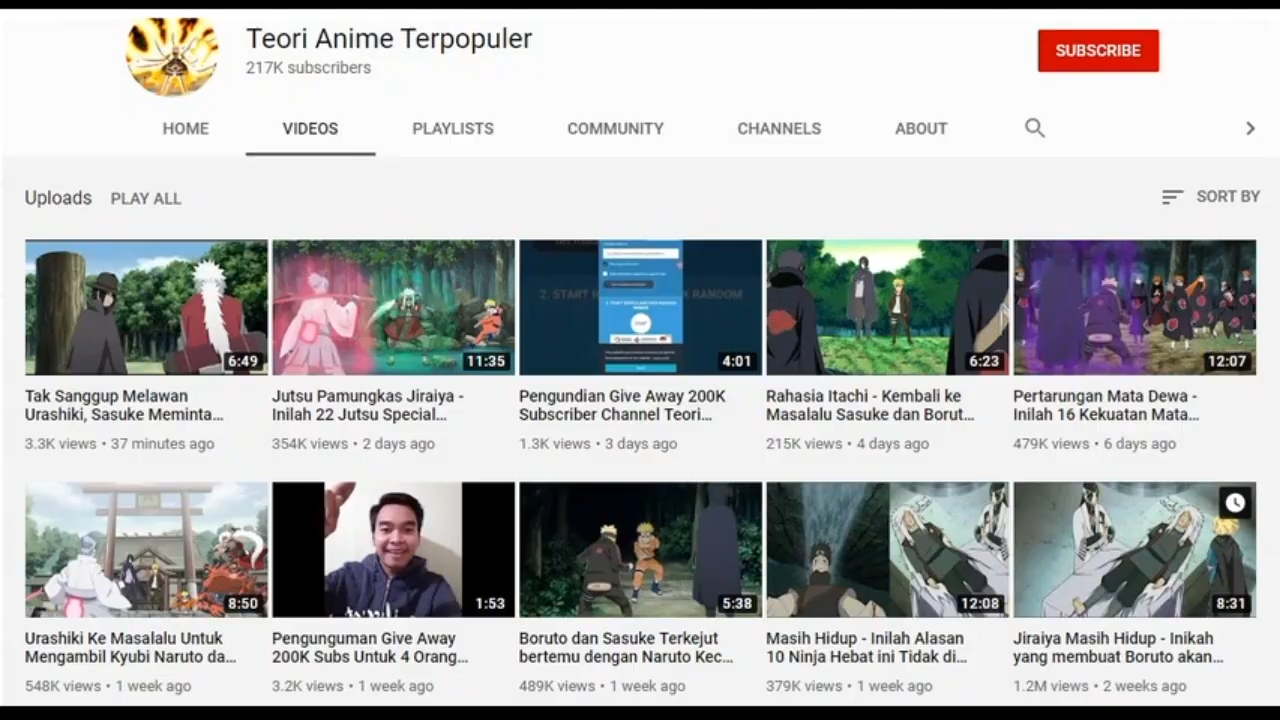 Teori Anime Terpopuler
217K subscribers
SUBSCRIBE
HOME VIDEOS PLAYLISTS COMMUNITY CHANNELS ABOUT
Uploads PLAY ALL SORT BY
6:49 11:35 4:01 6:23 12:07
Tak Sanggup Melawan
Urashiki, Sasuke Meminta...
3.3K views • 37 minutes ago
Jutsu Pamungkas Jiraiya -
Inilah 22 Jutsu Special...
354K views • 2 days ago
Pengundian Give Away 200K
Subscriber Channel Teori...
1.3K views • 3 days ago
Rahasia Itachi - Kembali ke
Masalalu Sasuke dan Borut...
215K views • 4 days ago
Pertarungan Mata Dewa -
Inilah 16 Kekuatan Mata...
479K views • 6 days ago
8:50 1:53 5:38 12:08 8:31
Urashiki Ke Masalalu Untuk
Mengambil Kyubi Naruto da...
548K views • 1 week ago
Pengunguman Give Away
200K Subs Untuk 4 Orang...
3.2K views • 1 week ago
Boruto dan Sasuke Terkejut
bertemu dengan Naruto Kec...
489K views • 1 week ago
Masih Hidup - Inilah Alasan
10 Ninja Hebat ini Tidak di...
379K views • 1 week ago
Jiraiya Masih Hidup - Inikah
yang membuat Boruto akan...
1.2M views • 2 weeks ago